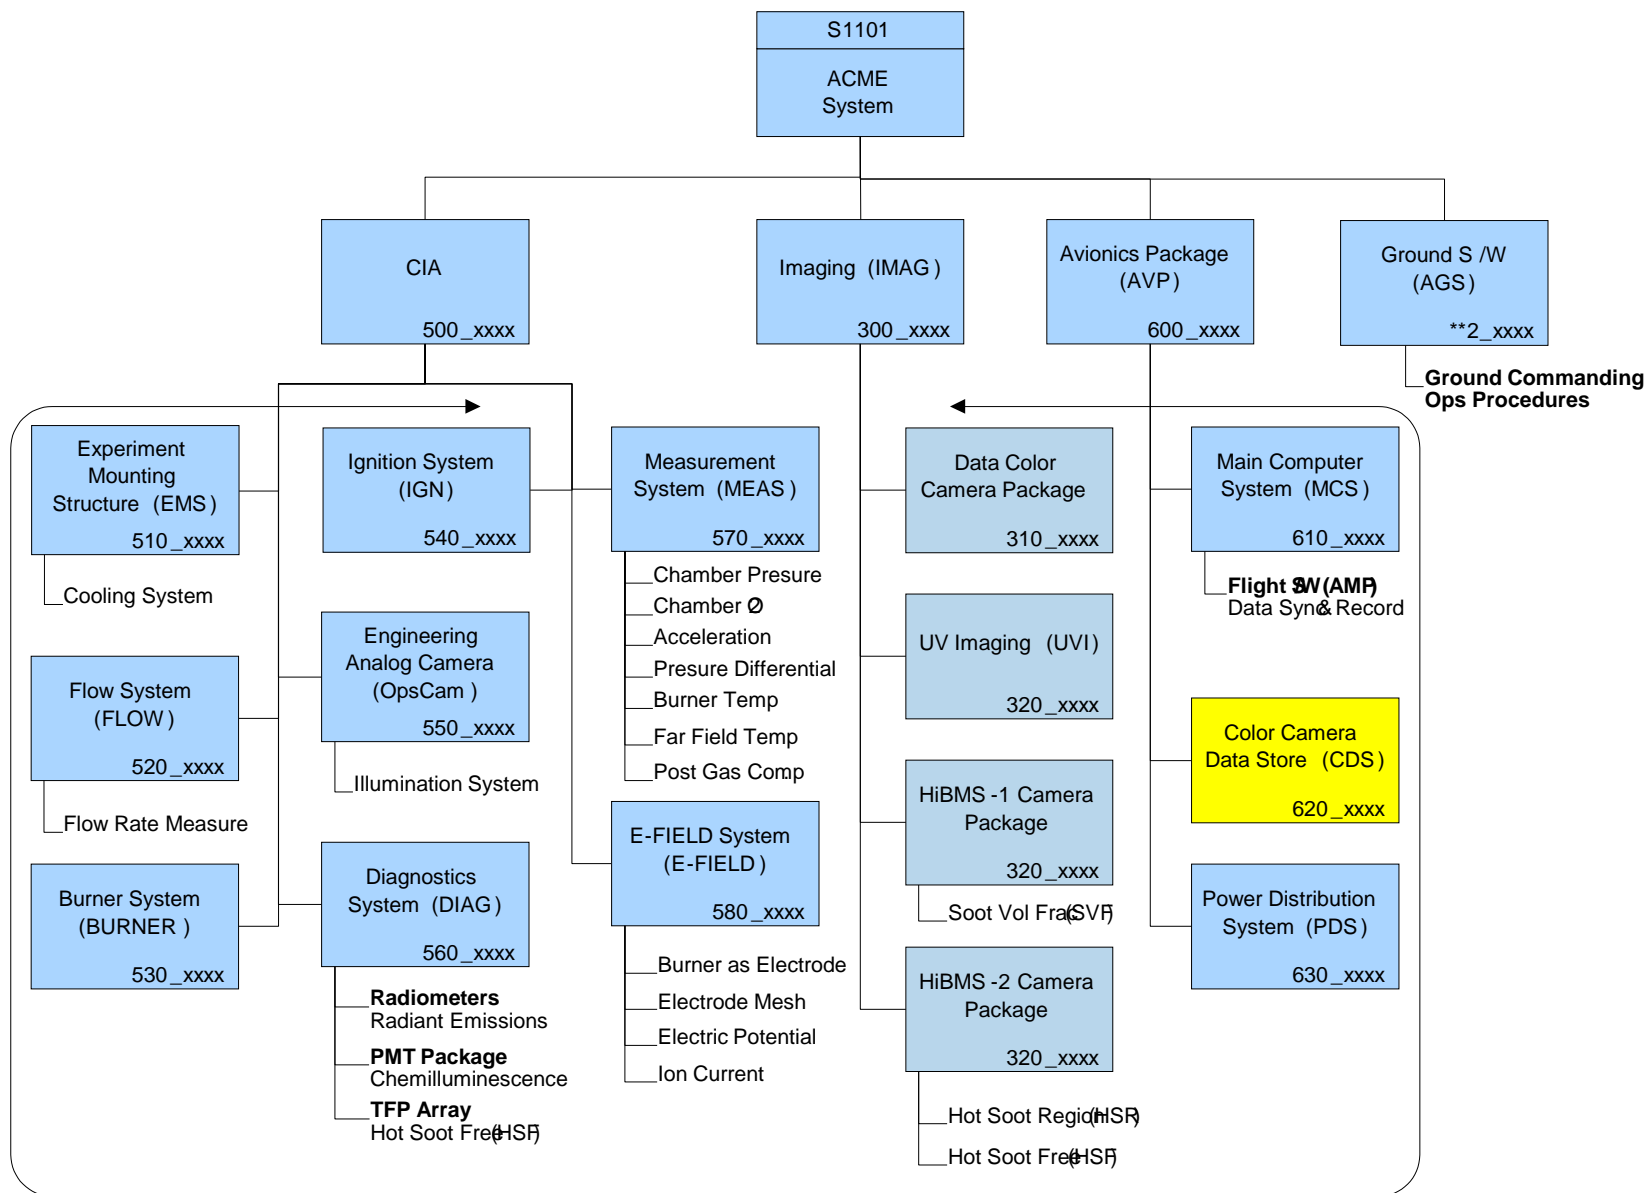 S1101
ACME
System
CIA
500_xxxx
Imaging (IMAG)
300_xxxx
Avionics Package
(AVP)
600_xxxx
Ground S/W
(AGS)
**2_xxxx
Ground Commanding
Ops Procedures
Experiment
Mounting
Structure (EMS)
510_xxxx
Cooling System
Flow System
(FLOW)
520_xxxx
Flow Rate Measure
Burner System
(BURNER)
530_xxxx
Ignition System
(IGN)
540_xxxx
Engineering
Analog Camera
(OpsCam)
550_xxxx
Illumination System
Diagnostics
System (DIAG)
560_xxxx
Radiometers
Radiant Emissions
PMT Package
Chemilluminescence
TFP Array
Hot Soot Free (HSF)
Measurement
System (MEAS)
570_xxxx
Chamber Presure
Chamber O2
Acceleration
Presure Differential
Burner Temp
Far Field Temp
Post Gas Comp
E-FIELD System
(E-FIELD)
580_xxxx
Burner as Electrode
Electrode Mesh
Electric Potential
Ion Current
Data Color
Camera Package
310_xxxx
UV Imaging (UVI)
320_xxxx
HiBMS-1 Camera
Package
320_xxxx
Soot Vol Frac (SVF)
HiBMS-2 Camera
Package
320_xxxx
Hot Soot Region (HSR)
Hot Soot Free (HSF)
Main Computer
System (MCS)
610_xxxx
Flight S/W (AMP)
Data Sync & Record
Color Camera
Data Store (CDS)
620_xxxx
Power Distribution
System (PDS)
630_xxxx